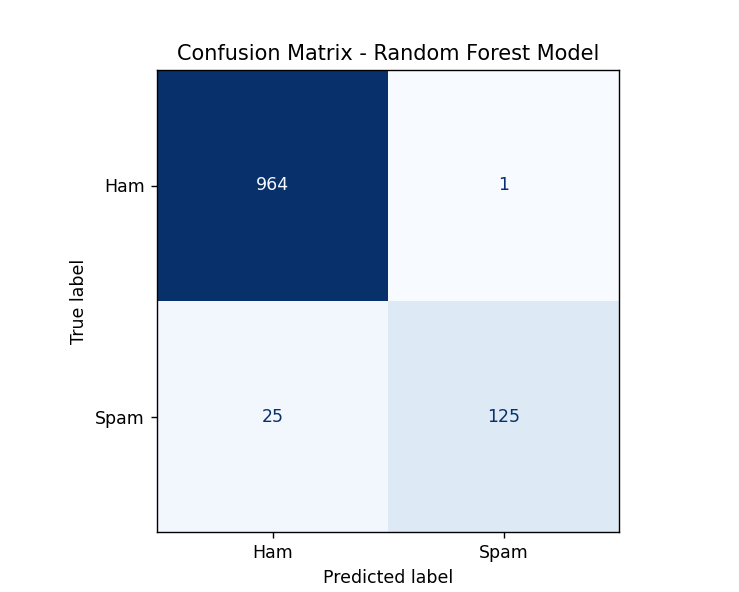 Confusion Matrix - Random Forest Model
Ham
964
1
True label
Spam
25
125
Ham
Spam
Predicted label